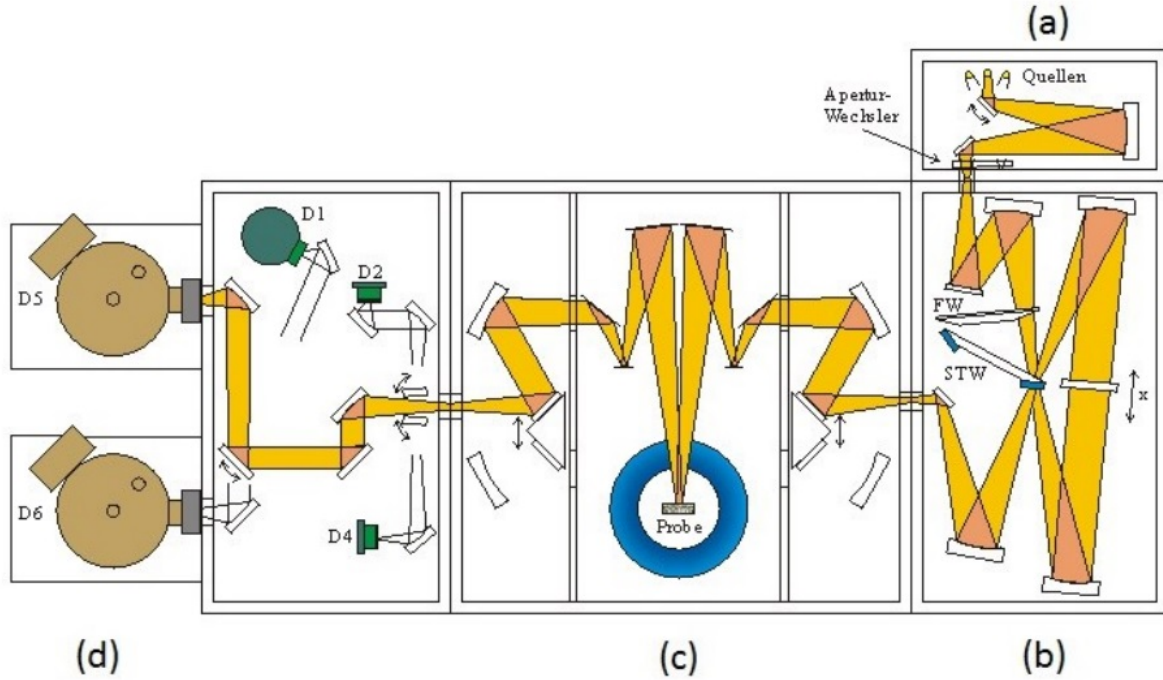 (a)
Quellen
Apertur-
Wechsler
D1
D2
D5
FW
STW
x
D6
D4
Probe
(d)
(c)
(b)